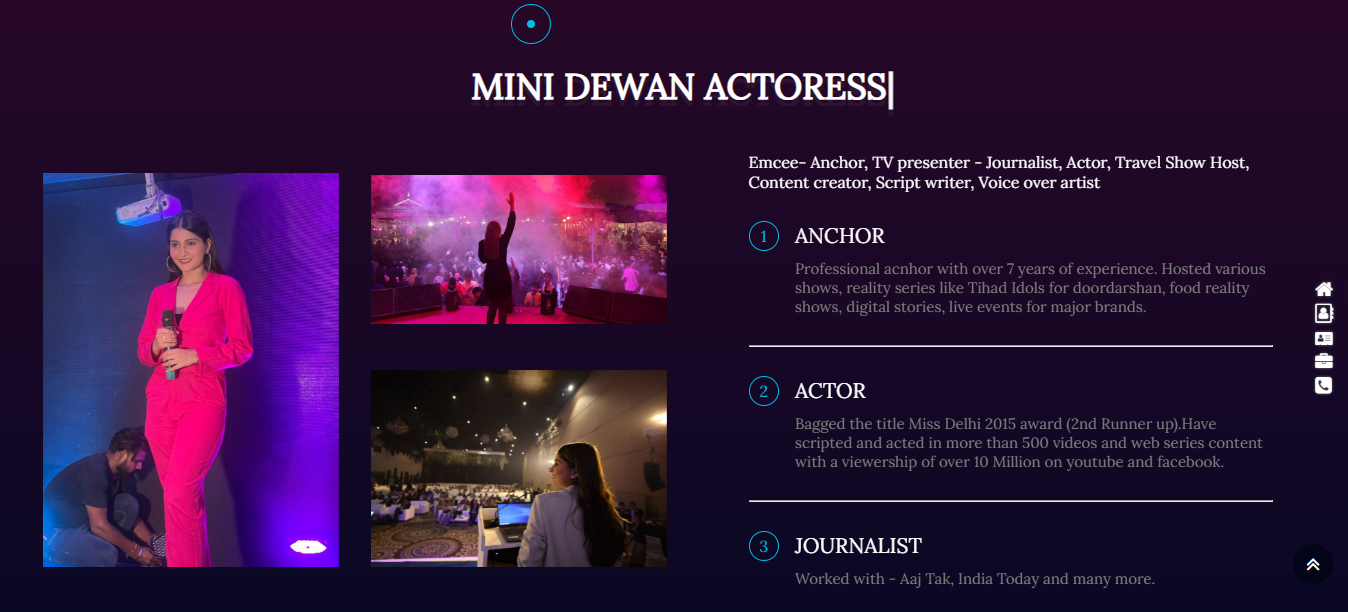 MINI DEWAN ACTORESS|
Emcee- Anchor, TV presenter - Journalist, Actor, Travel Show Host,
Content creator, Script writer, Voice over artist
1 ANCHOR
Professional acnhor with over 7 years of experience. Hosted various
shows, reality series like Tihad Idols for doordarshan, food reality
shows, digital stories, live events for major brands.
2 ACTOR
Bagged the title Miss Delhi 2015 award (2nd Runner up).Have
scripted and acted in more than 500 videos and web series content
with a viewership of over 10 Million on youtube and facebook.
3 JOURNALIST
Worked with - Aaj Tak, India Today and many more.